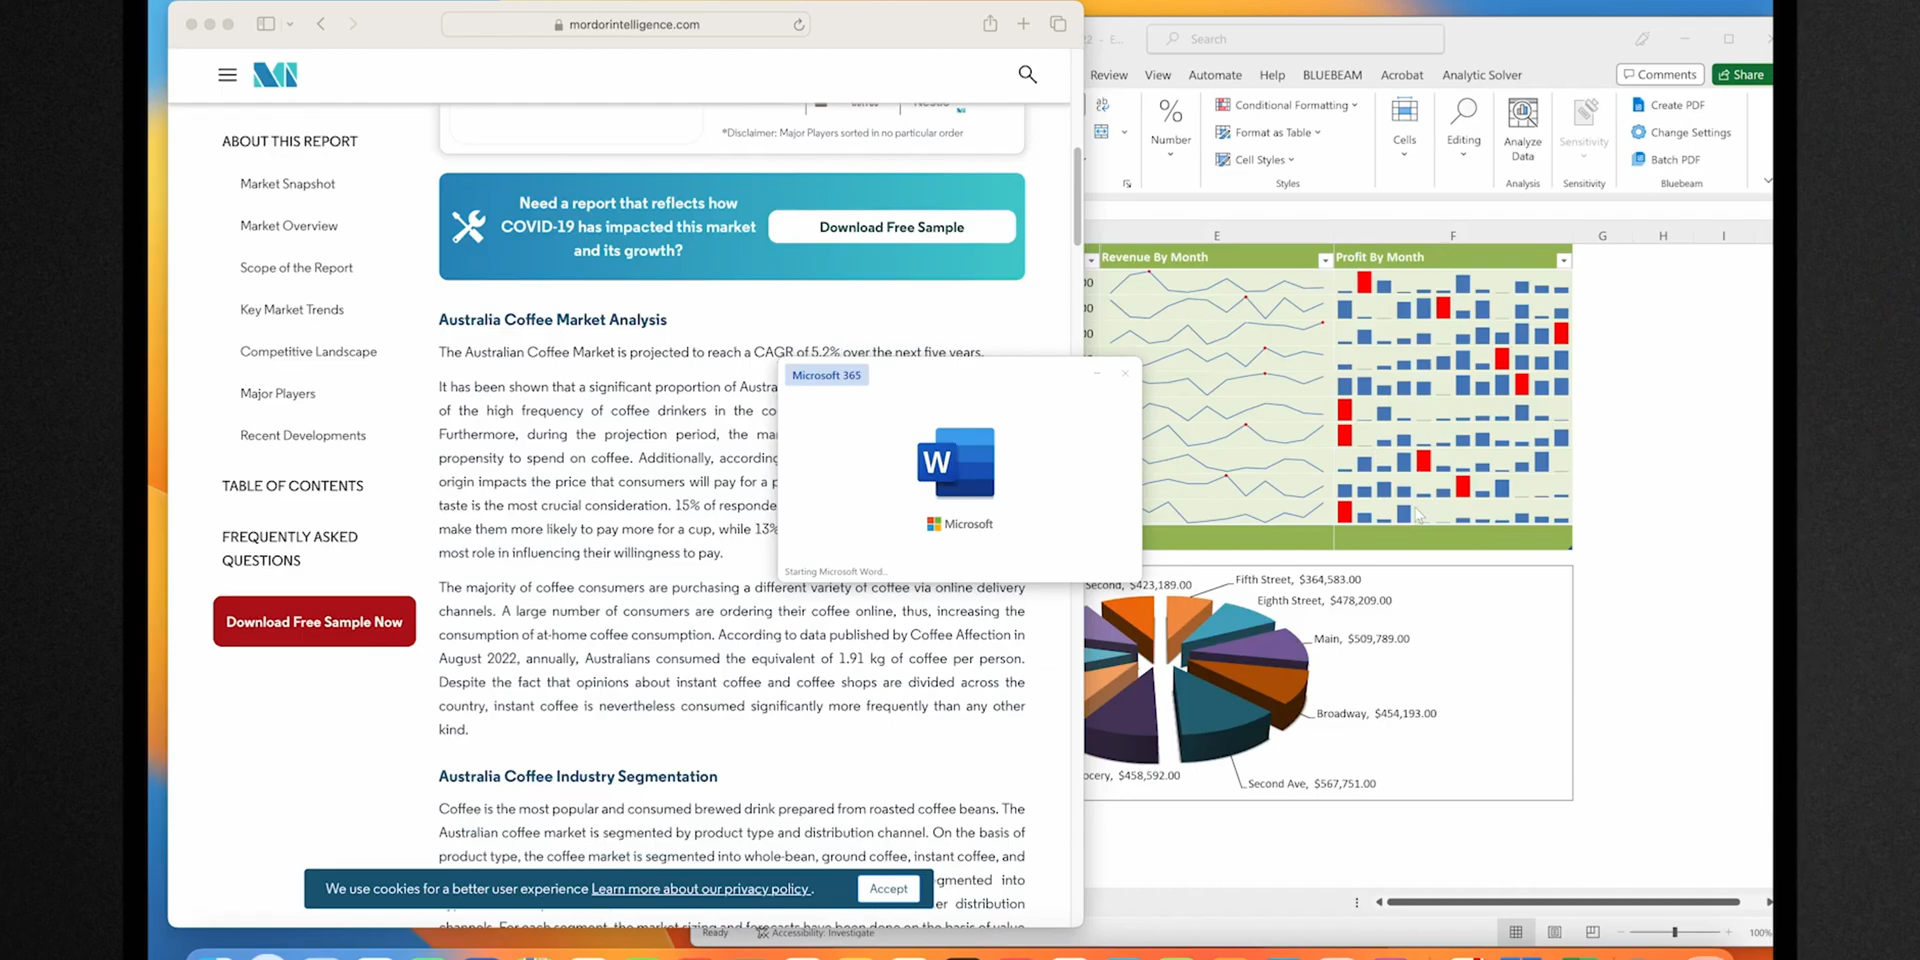 mordorintelligence.com
*Disclaimer: Major Players sorted in no particular order
ABOUT THIS REPORT
Market Snapshot
Market Overview
Scope of the Report
Key Market Trends
Competitive Landscape
Major Players
Recent Developments
TABLE OF CONTENTS
FREQUENTLY ASKED
QUESTIONS
Download Free Sample Now
Need a report that reflects how
COVID-19 has impacted this market
and its growth?
Download Free Sample
Australia Coffee Market Analysis
The Australian Coffee Market is projected to reach a CAGR of 5.2% over the next five years.
It has been shown that a significant proportion of Austra
of the high frequency of coffee drinkers in the co
Furthermore, during the projection period, the ma
propensity to spend on coffee. Additionally, accordin
origin impacts the price that consumers will pay for a
taste is the most crucial consideration. 15% of responde
make them more likely to pay more for a cup, while 13%
most role in influencing their willingness to pay.
The majority of coffee consumers are purchasing a different variety of coffee via online delivery
channels. A large number of consumers are ordering their coffee online, thus, increasing the
consumption of at-home coffee consumption. According to data published by Coffee Affection in
August 2022, annually, Australians consumed the equivalent of 1.91 kg of coffee per person.
Despite the fact that opinions about instant coffee and coffee shops are divided across the
country, instant coffee is nevertheless consumed significantly more frequently than any other
kind.
Australia Coffee Industry Segmentation
Coffee is the most popular and consumed brewed drink prepared from roasted coffee beans. The
Australian coffee market is segmented by product type and distribution channel. On the basis of
product type, the coffee market is segmented into whole-bean, ground coffee, instant coffee, and
gmented into
er distribution
channels. For each segment, the market sizing and forecasts have been done on the basis of value
We use cookies for a better user experience Learn more about our privacy policy .
Accept
Microsoft 365
W
Microsoft
Starting Microsoft Word...
Search
Review View Automate Help BLUEBEAM Acrobat Analytic Solver
Comments
Share
Number
Conditional Formatting
Format as Table
Cell Styles
Styles
Cells
Editing
Analyze
Data
Analysis
Sensitivity
Sensitivity
Create PDF
Change Settings
Batch PDF
Bluebeam
E F G H I
Revenue By Month
Profit By Month
Second, $423,189.00
Fifth Street, $364,583.00
Eighth Street, $478,209.00
Main, $509,789.00
Broadway, $454,193.00
Second Ave, $567,751.00
ocery, $458,592.00
Ready
Accessibility: Investigate
100%